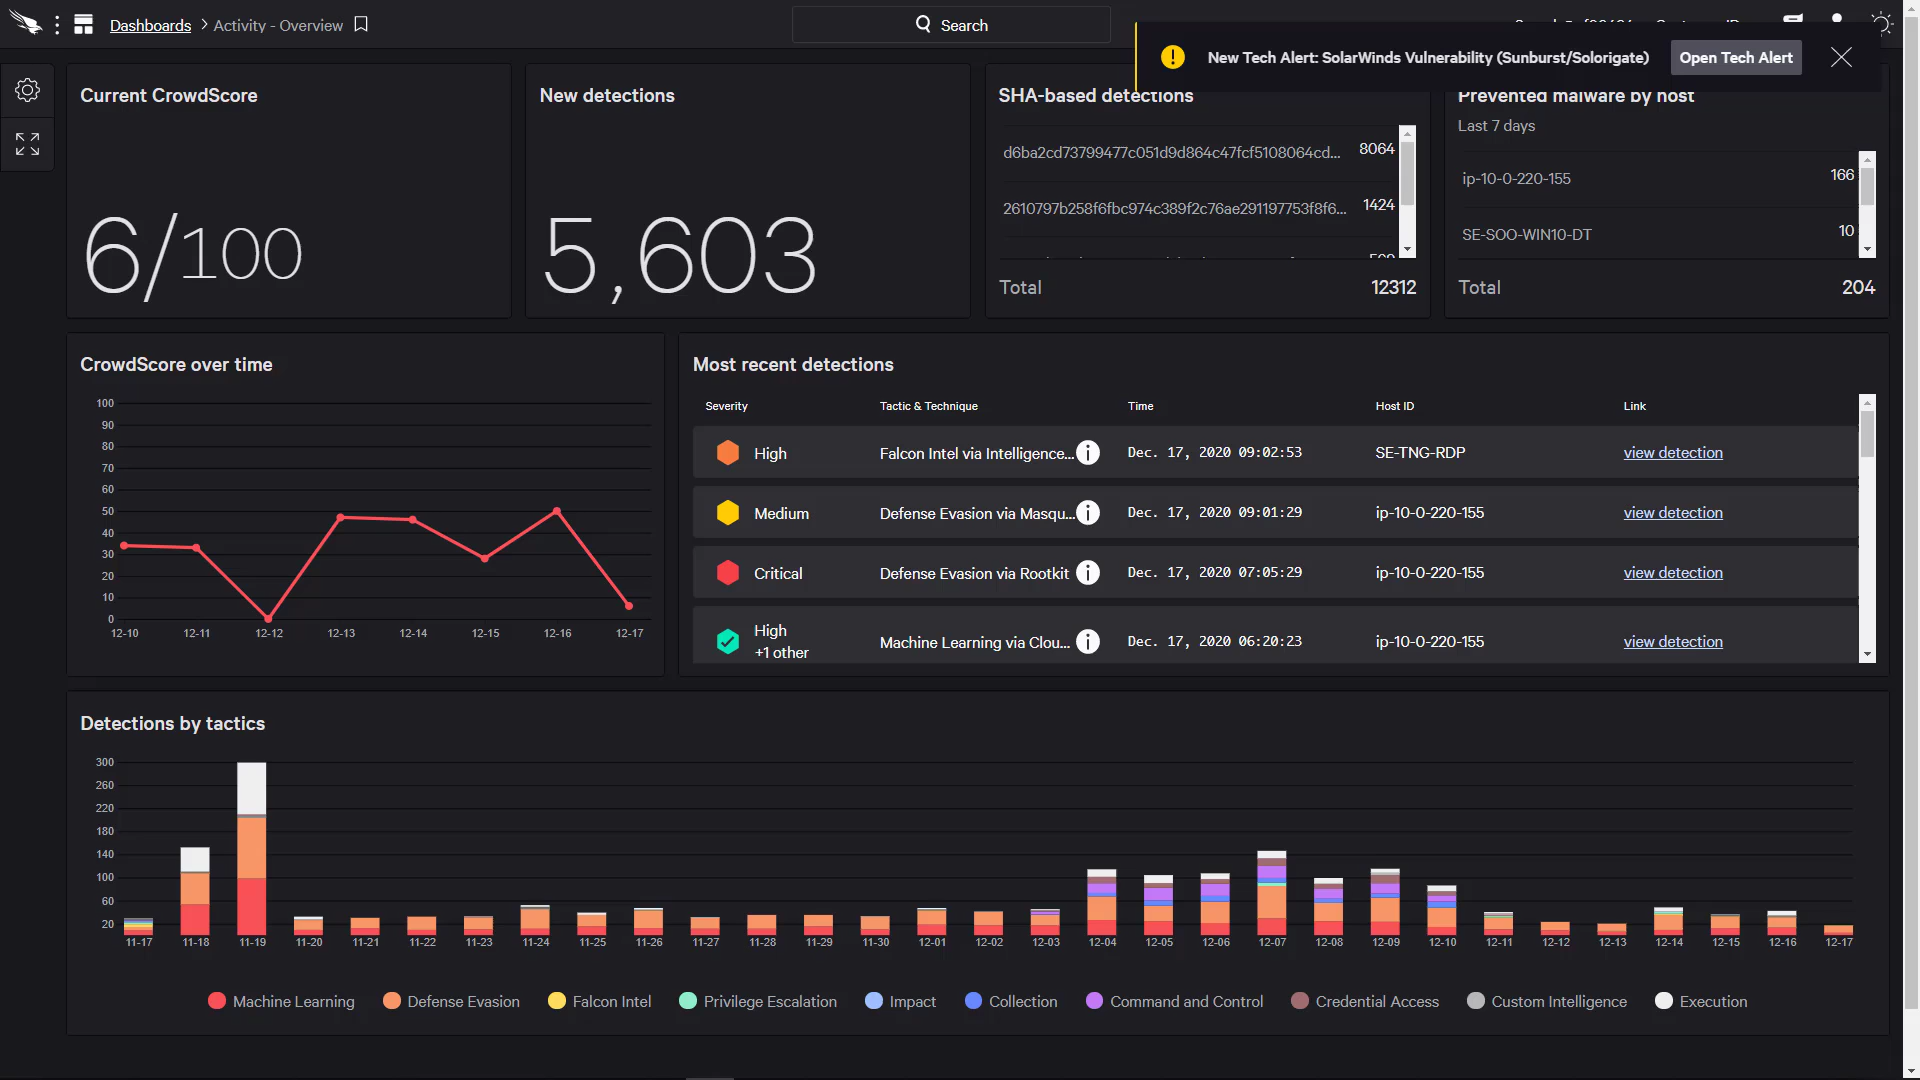 Dashboards > Activity - Overview
Search
New Tech Alert: SolarWinds Vulnerability (Sunburst/Solorigate)
Open Tech Alert
Current CrowdScore
6/100
New detections
5,603
SHA-based detections
d6ba2cd73799477c051d9d864c47fcf5108064cd... 8064
2610797b258f6fbc974c389f2c76ae291197753f8f6... 1424
Total 12312
Prevented malware by host
Last 7 days
ip-10-0-220-155 166
SE-SOO-WIN10-DT 10
Total 204
CrowdScore over time
100
90
80
70
60
50
40
30
20
10
0
12-10 12-11 12-12 12-13 12-14 12-15 12-16 12-17
Most recent detections
Severity Tactic & Technique Time Host ID Link
High Falcon Intel via Intelligence... Dec. 17, 2020 09:02:53 SE-TNG-RDP view detection
Medium Defense Evasion via Masqu... Dec. 17, 2020 09:01:29 ip-10-0-220-155 view detection
Critical Defense Evasion via Rootkit Dec. 17, 2020 07:05:29 ip-10-0-220-155 view detection
High
+1 other Machine Learning via Clou... Dec. 17, 2020 06:20:23 ip-10-0-220-155 view detection
Detections by tactics
300
260
220
180
140
100
60
20
11-17 11-18 11-19 11-20 11-21 11-22 11-23 11-24 11-25 11-26 11-27 11-28 11-29 11-30 12-01 12-02 12-03 12-04 12-05 12-06 12-07 12-08 12-09 12-10 12-11 12-12 12-13 12-14 12-15 12-16 12-17
Machine Learning Defense Evasion Falcon Intel Privilege Escalation Impact Collection Command and Control Credential Access Custom Intelligence Execution